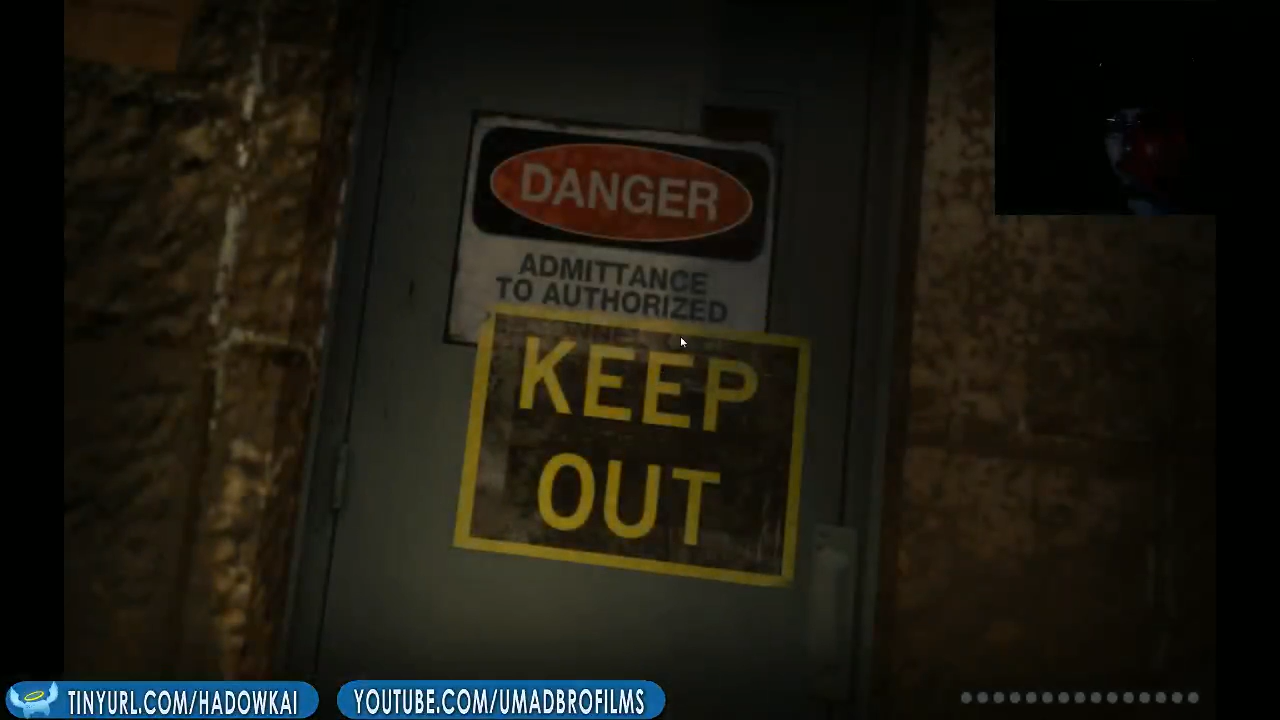 DANGER
ADMITTANCE
TO AUTHORIZED
KEEP
OUT
TINYURL.COM/HADOWKAI
YOUTUBE.COM/UMADBROFILMS